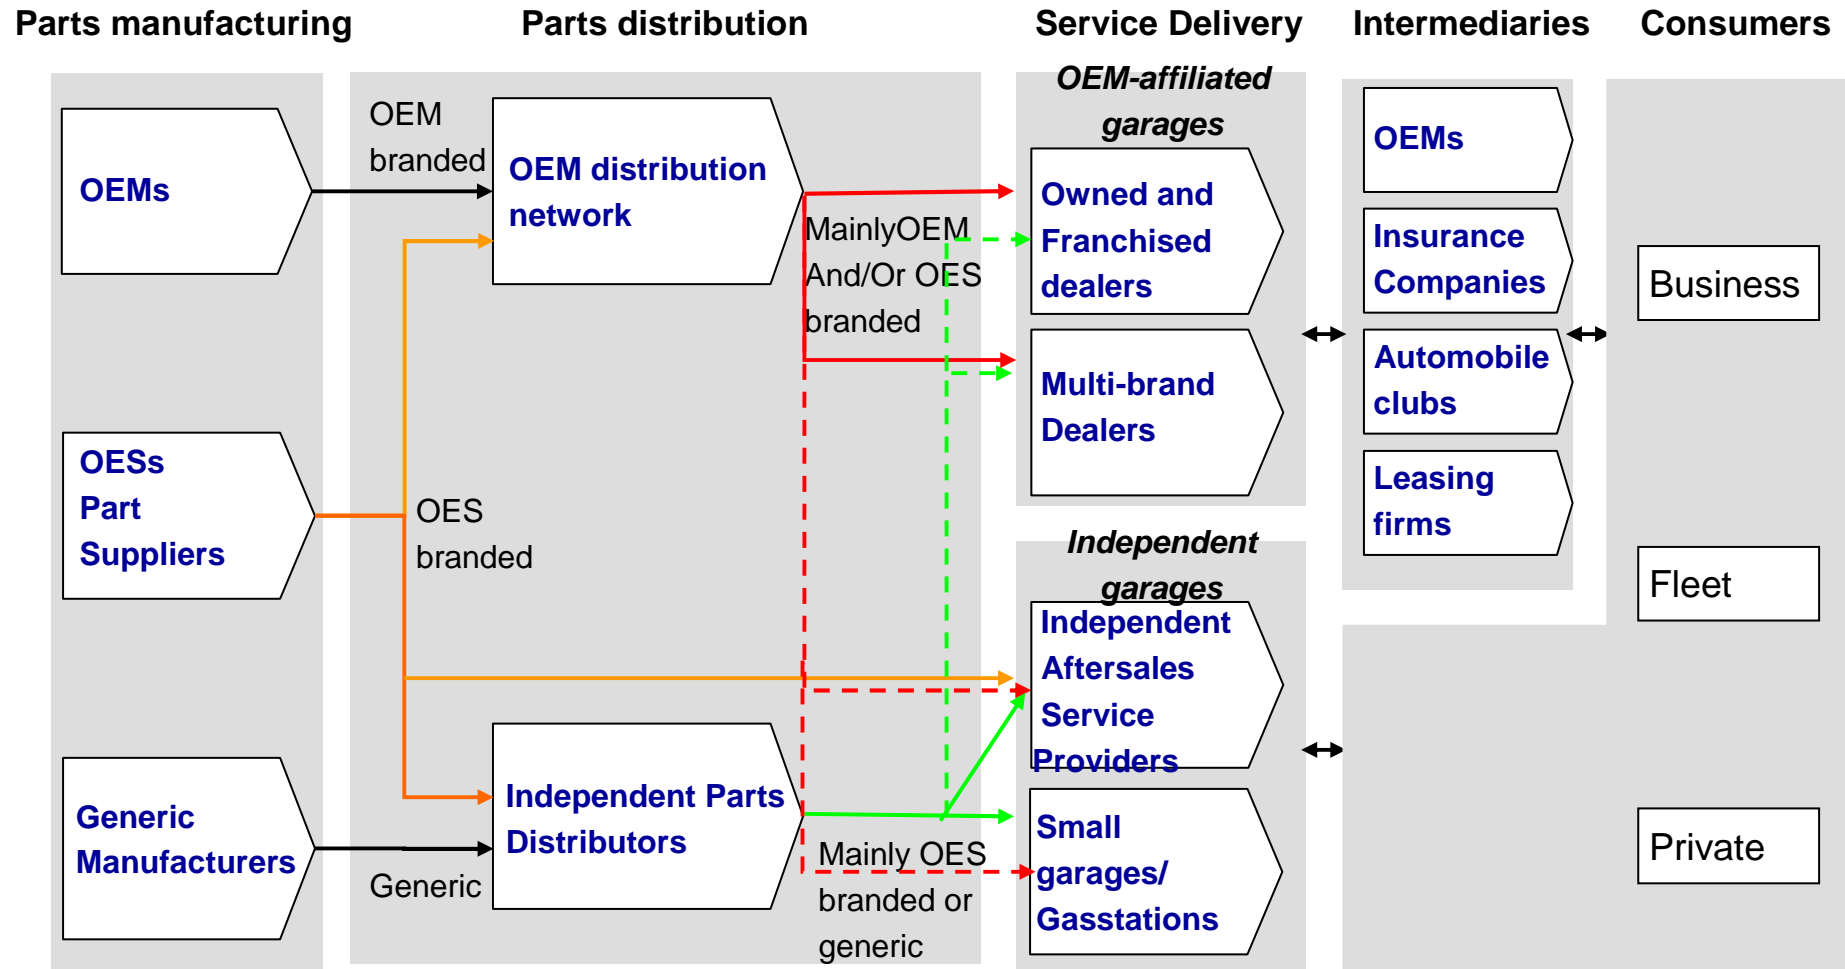 Parts manufacturing
Parts distribution
Service Delivery
Intermediaries
Consumers
OEMs
OESs
Part
Suppliers
Generic
Manufacturers
OEM
branded
OEM distribution
network
MainlyOEM
And/Or OES
branded
OES
branded
Independent Parts
Distributors
Generic
Mainly OES
branded or
generic
OEM-affiliated
garages
Owned and
Franchised
dealers
Multi-brand
Dealers
Independent
garages
Independent
Aftersales
Service
Providers
Small
garages/
Gasstations
OEMs
Insurance
Companies
Automobile
clubs
Leasing
firms
Business
Fleet
Private